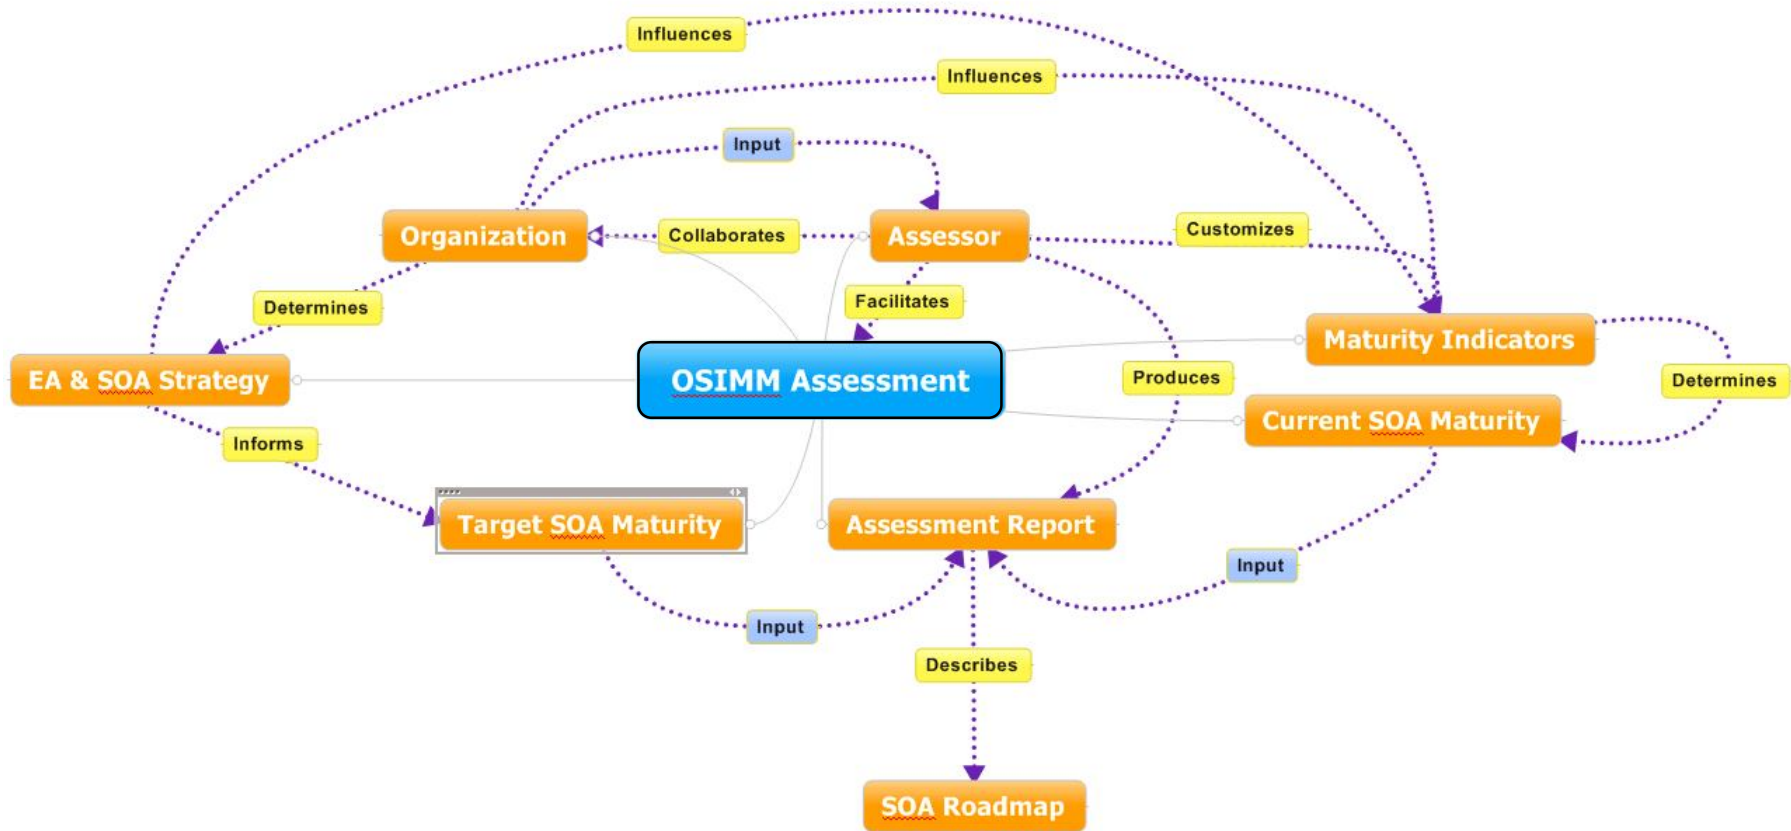 Influences
Influences
Input
Organization
Collaborates
Assessor
Customizes
Determines
Facilitates
Maturity Indicators
EA & SOA Strategy
OSIMM Assessment
Produces
Determines
Current SOA Maturity
Informs
Target SOA Maturity
Assessment Report
Input
Input
Describes
SOA Roadmap